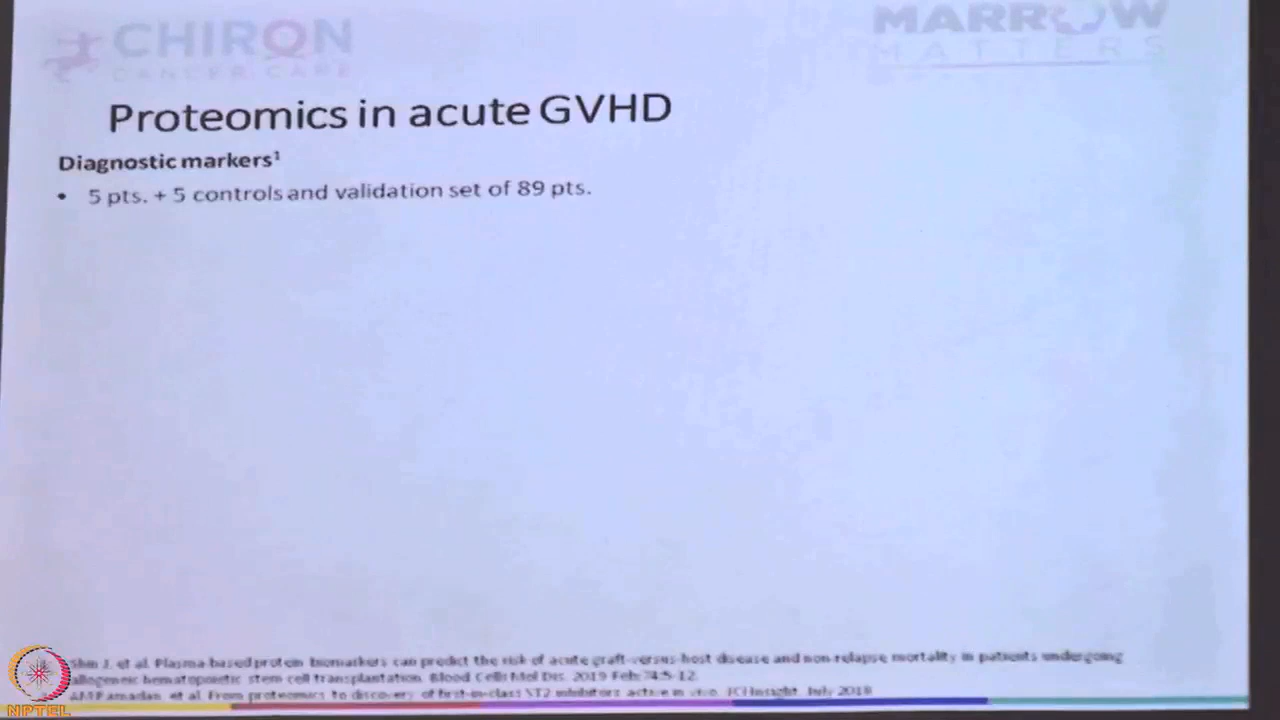 CHIRON
CANCER CARE
MARROW
MATTERS
Proteomics in acute GVHD
Diagnostic markers¹
• 5 pts. + 5 controls and validation set of 89 pts.
Shin J. et al. Plasma-based protein biomarkers can predict the risk of acute graft-versus-host disease and non-relapse mortality in patients undergoing
allogeneic hematopoietic stem cell transplantation. Blood Cells Mol Dis. 2019 Feb;74:5-12.
Ramadan et al. From proteomics to discovery of first-in-class ST2 inhibitors active in vivo. JCI Insight. July 2018
NPTEL